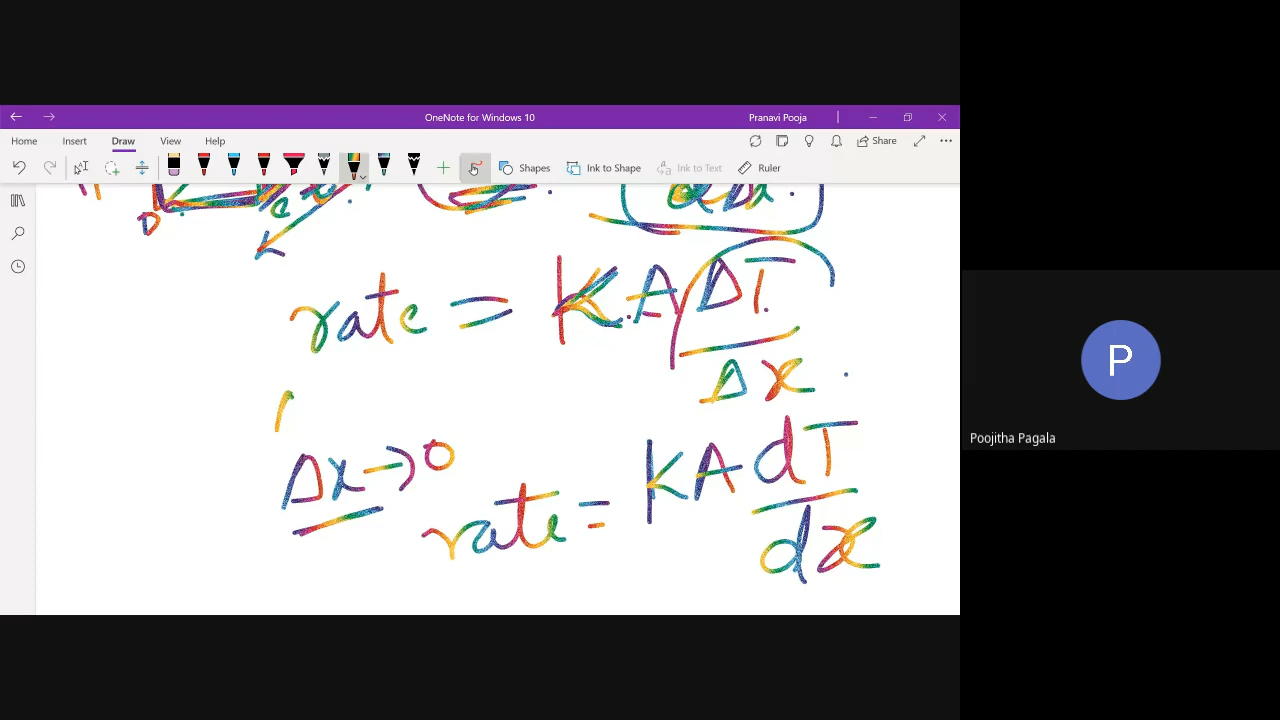 OneNote for Windows 10
Pranavi Pooja
Home Insert Draw View Help
Share
Shapes Ink to Shape Ink to Text Ruler
D
rate = K.A ΔT
Δx
Δx → 0
rate = KA dT
dx
P
Poojitha Pagala